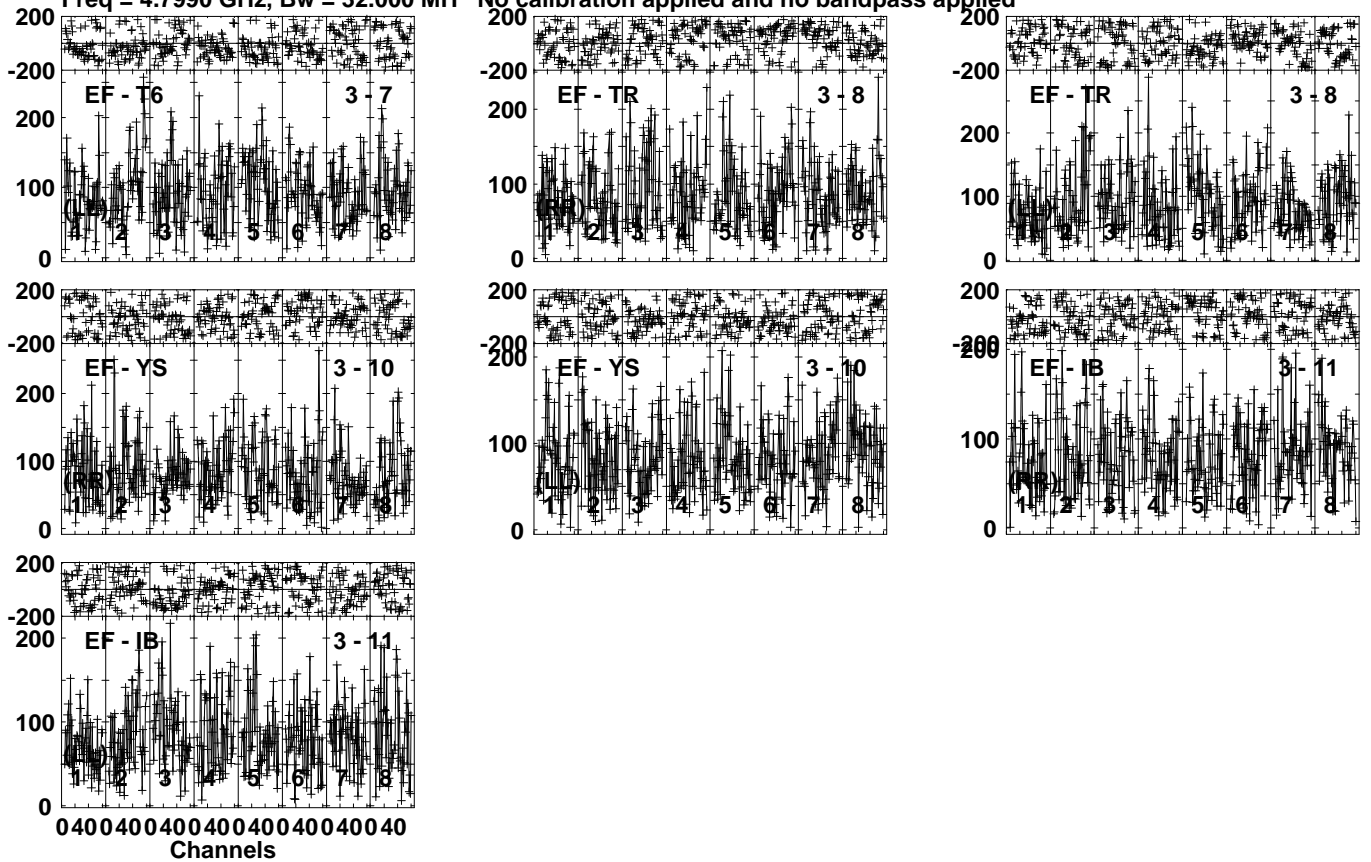 Freq = 4.7990 GHz, Bw = 32.000 MH No calibration applied and no bandpass applied
200
-200
EF - T6 3 - 7
200
100
(LL)
1 2 3 4 5 6 7 8
0
200
-200
EF - TR 3 - 8
200
100
(RR)
1 2 3 4 5 6 7 8
0
200
-200
EF - TR 3 - 8
200
100
(LL)
1 2 3 4 5 6 7 8
0
200
-200
EF - YS 3 - 10
200
100
(RR)
1 2 3 4 5 6 7 8
0
200
-200
200
EF - YS 3 - 10
100
(LL)
1 2 3 4 5 6 7 8
0
200
-200
200
EF - IB 3 - 11
100
(RR)
1 2 3 4 5 6 7 8
0
200
-200
200
EF - IB 3 - 11
100
(LL)
1 2 3 4 5 6 7 8
0
0 40 0 40 0 40 0 40 0 40 0 40 0 40 0 40
Channels